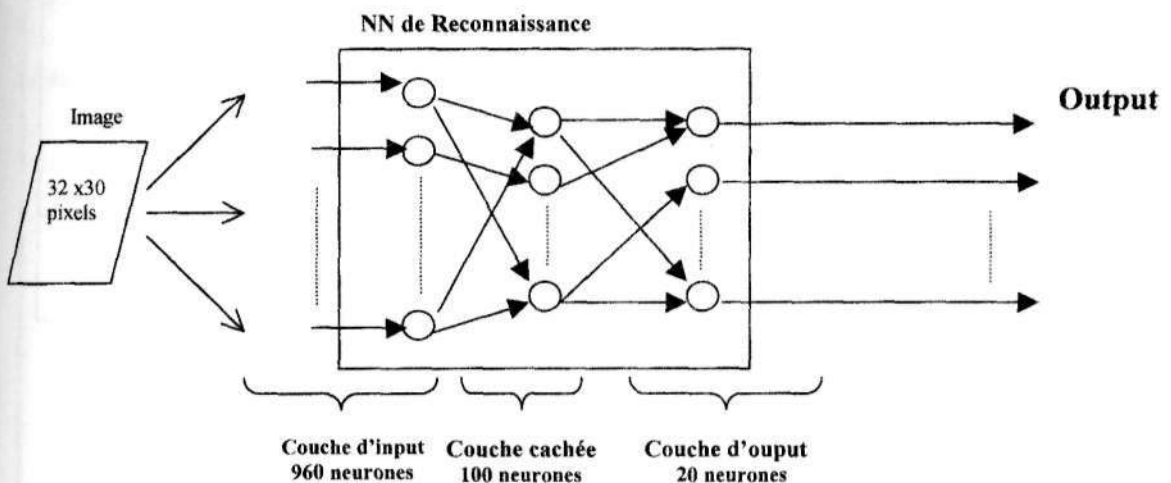 NN de Reconnaissance
Output
Image
32 x30
pixels
Couche d'input
960 neurones
Couche cachée
100 neurones
Couche d'ouput
20 neurones